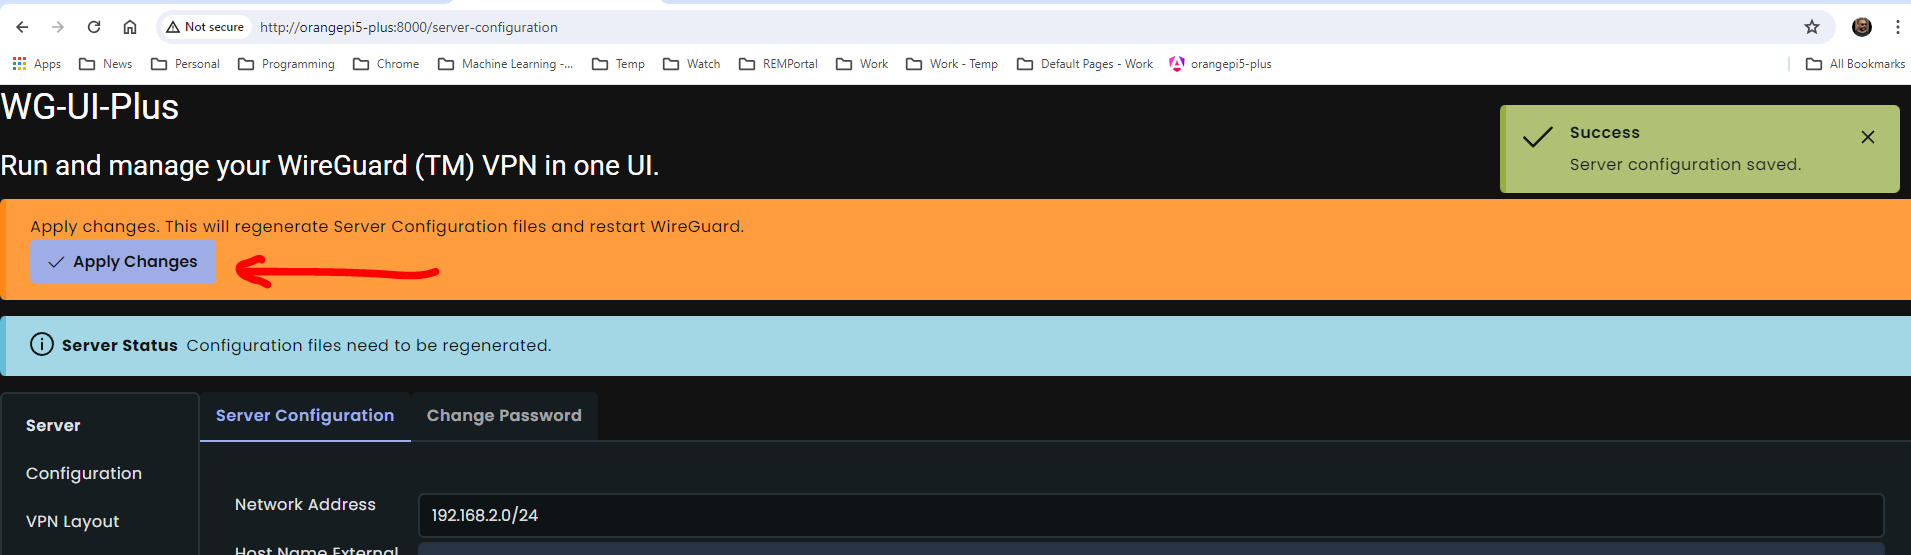 Not secure http://orangepi5-plus:8000/server-configuration
Apps News Personal Programming Chrome Machine Learning -... Temp Watch REMPortal Work Work - Temp Default Pages - Work orangepi5-plus All Bookmarks
WG-UI-Plus
Success
Server configuration saved.
Run and manage your WireGuard (TM) VPN in one UI.
Apply changes. This will regenerate Server Configuration files and restart WireGuard.
Apply Changes
Server Status Configuration files need to be regenerated.
Server
Configuration
VPN Layout
Server Configuration Change Password
Network Address 192.168.2.0/24
Host Name External